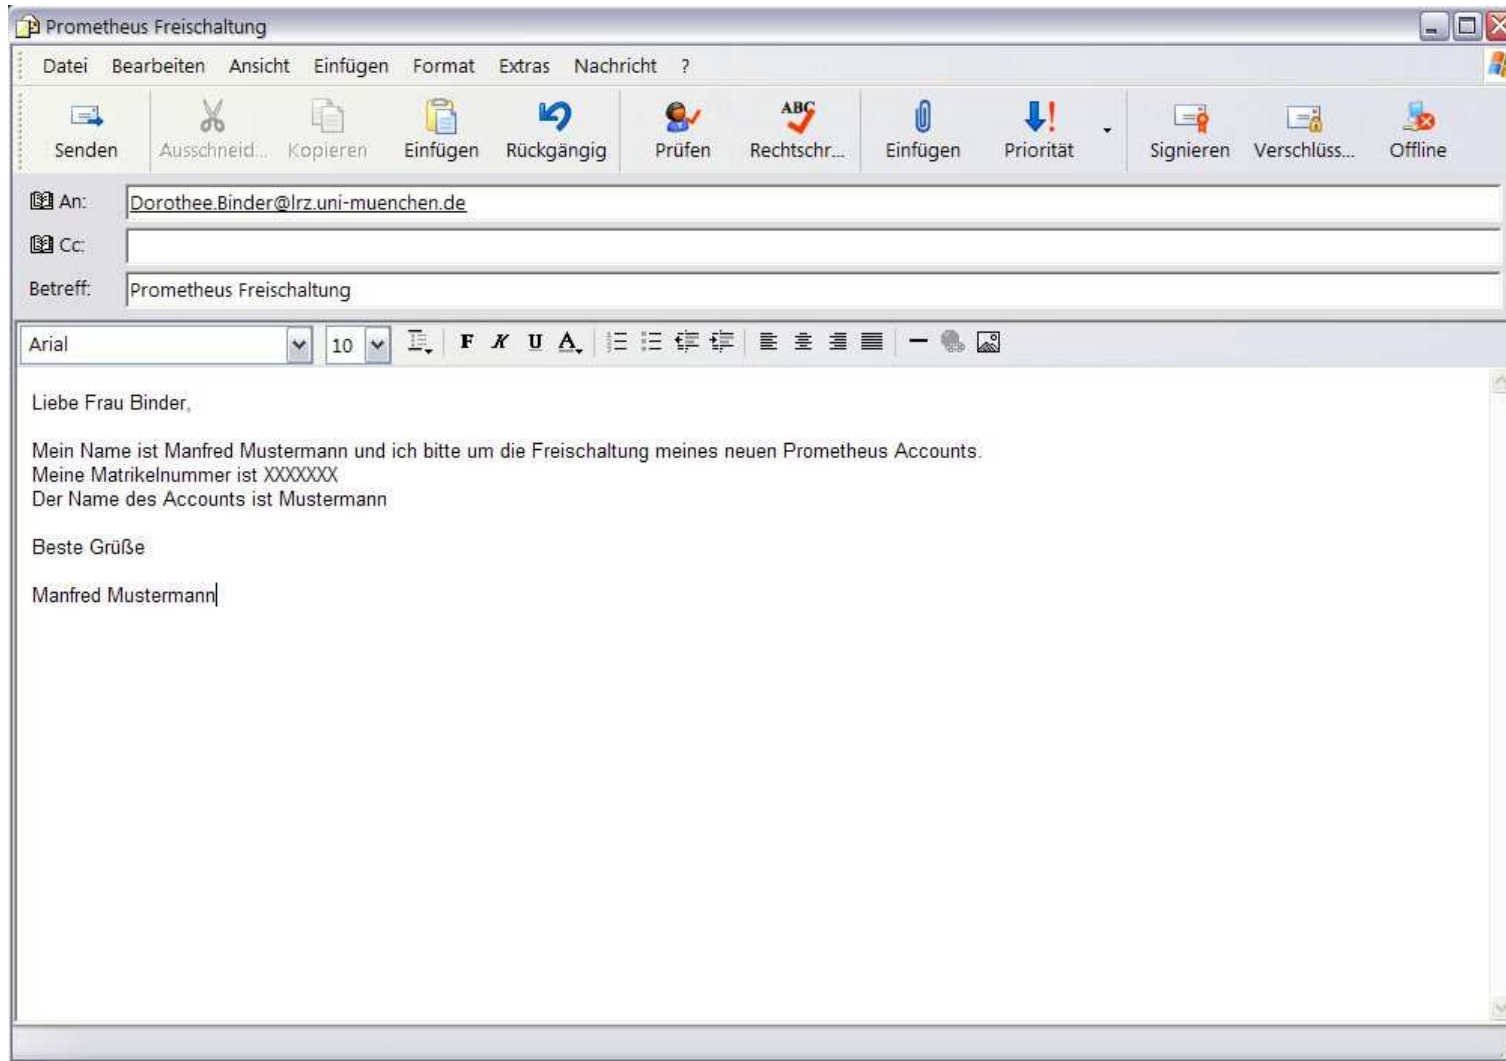 Prometheus Freischaltung
Datei Bearbeiten Ansicht Einfügen Format Extras Nachricht ?
Senden Ausschneid... Kopieren Einfügen Rückgängig Prüfen ABC Rechtschr... Einfügen Priorität Signieren Verschlüss... Offline
An: Dorothee.Binder@lrz.uni-muenchen.de
Cc:
Betreff: Prometheus Freischaltung
Arial 10 F K U A
Liebe Frau Binder,
Mein Name ist Manfred Mustermann und ich bitte um die Freischaltung meines neuen Prometheus Accounts.
Meine Matrikelnummer ist XXXXXXX
Der Name des Accounts ist Mustermann
Beste Grüße
Manfred Mustermann